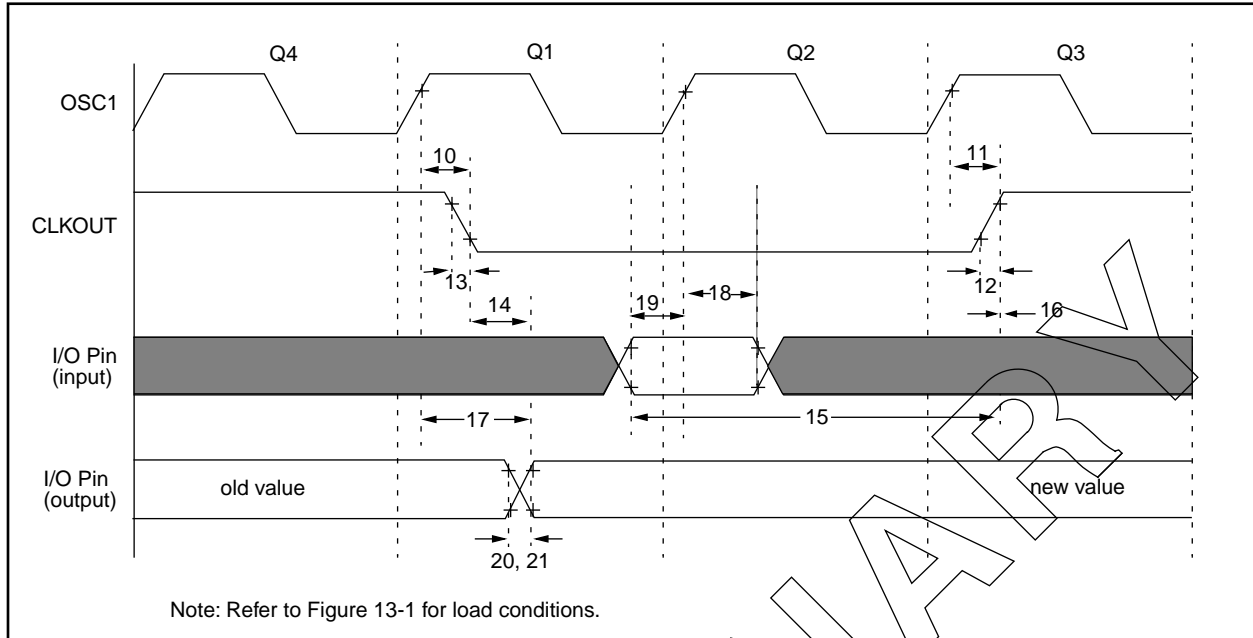 Q4 Q1 Q2 Q3
OSC1
10 11
CLKOUT
13 12
14 19 18 16
I/O Pin
(input)
17 15
I/O Pin
(output)
old value new value
20, 21
Note: Refer to Figure 13-1 for load conditions.
ARY